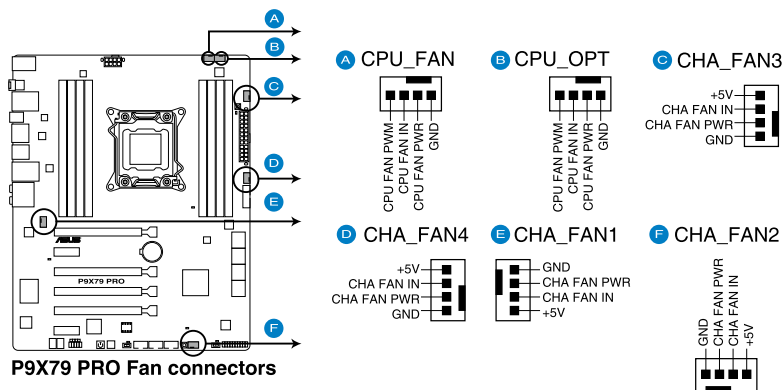 A
B
C
D
E
F
ASUS
P9X79 PRO
P9X79 PRO Fan connectors
A CPU_FAN
CPU FAN PWM
CPU FAN IN
CPU FAN PWR
GND
B CPU_OPT
CPU FAN PWM
CPU FAN IN
CPU FAN PWR
GND
C CHA_FAN3
+5V
CHA FAN IN
CHA FAN PWR
GND
D CHA_FAN4
+5V
CHA FAN IN
CHA FAN PWR
GND
E CHA_FAN1
GND
CHA FAN PWR
CHA FAN IN
+5V
F CHA_FAN2
GND
CHA FAN PWR
CHA FAN IN
+5V